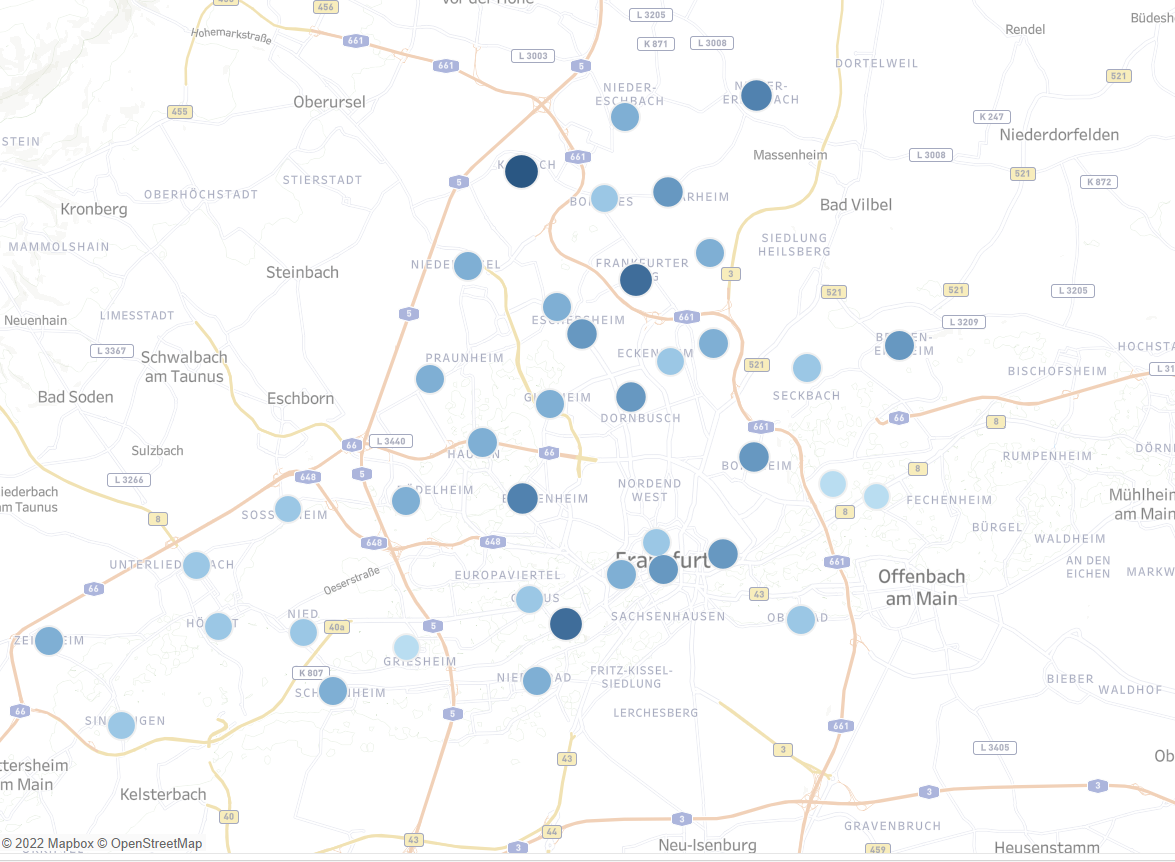 vor der Höhe
456
456
L 3205
Hohemarkstraße
661
K 871
L 3008
Rendel
L 3003
661
5
DORTELWEIL
521
NIEDER-
ESCHBACH
Oberursel
455
K 247
Niederdorfelden
STEIN
661
Massenheim
L 3008
521
K 872
STIERSTADT
5
OBERHÖCHSTADT
Kronberg
Bad Vilbel
MAMMOLSHAIN
SIEDLUNG
HEILSBERG
FRANKFURTER
Steinbach
3
521
521
L 3205
LIMESSTADT
5
661
Neuenhain
L 3209
L 3367
Schwalbach
am Taunus
PRAUNHEIM
521
BISCHOFSHEIM
Bad Soden
Eschborn
SECKBACH
DORNBUSCH
66
8
661
66
L 3440
66
Sulzbach
RUMPENHEIM
5
648
8
L 3266
NORDEND
WEST
FECHENHEIM
Mühlheim
am Main
8
8
BÜRGEL
WALDHEIM
648
648
661
AN DEN
EICHEN
EUROPAVIERTEL
Oeserstraße
Offenbach
am Main
66
43
NIED
SACHSENHAUSEN
40a
5
GRIESHEIM
K 807
FRITZ-KISSEL-
SIEDLUNG
BIEBER
WALDHOF
66
5
LERCHESBERG
661
3
L 3405
43
Kelsterbach
3
3
40
3
44
43
GRAVENBRUCH
© 2022 Mapbox © OpenStreetMap
3
Neu-Isenburg
459
Heusenstamm